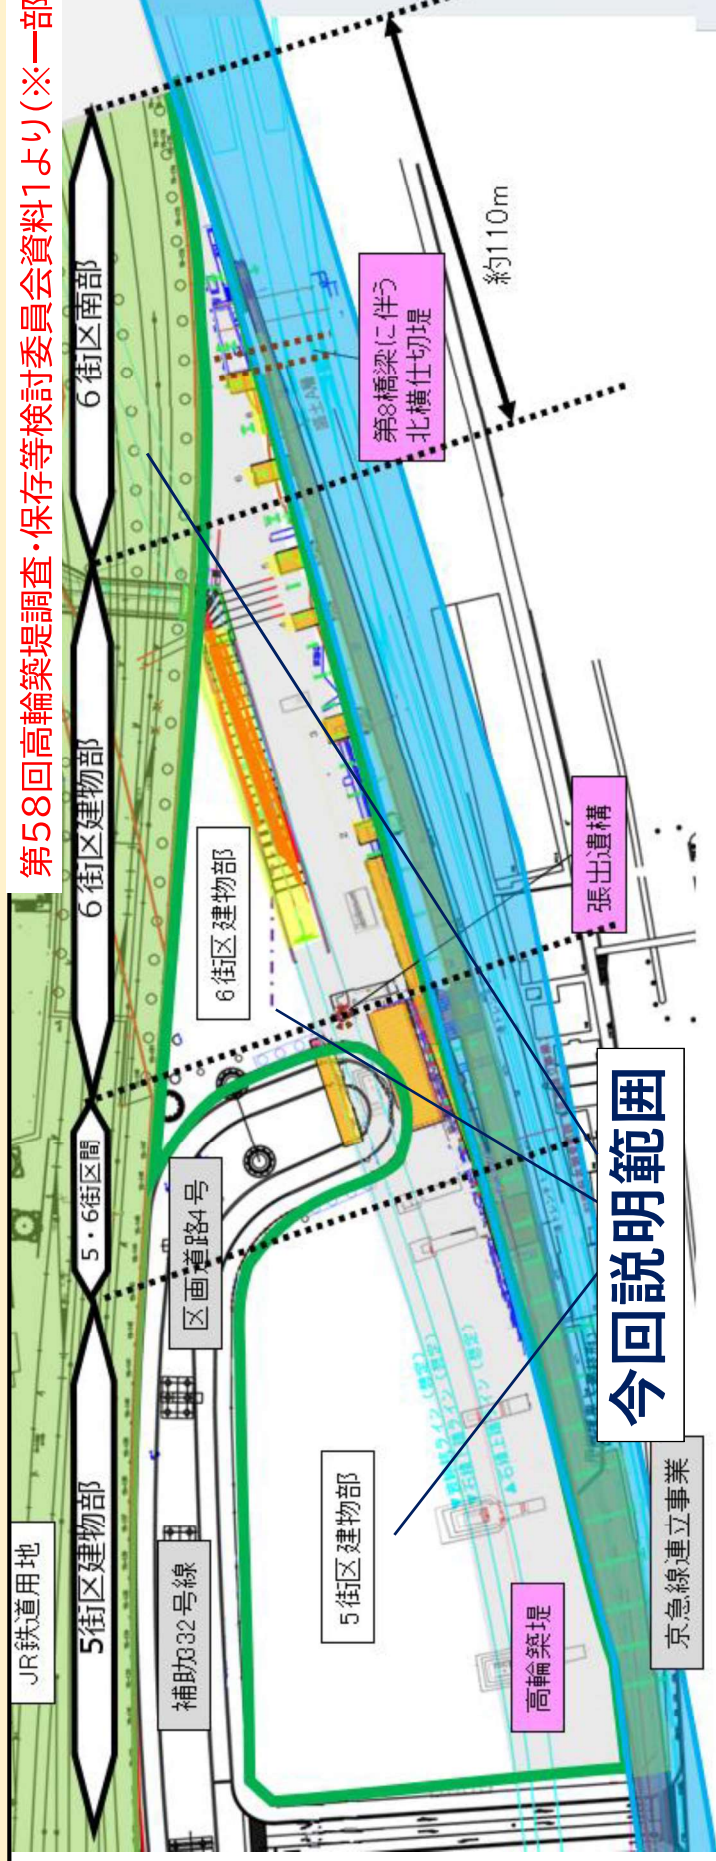 第58回高輪築堤調査・保存等検討委員会資料1より(※一部
6街区南部
6街区建物部
5・6街区間
5街区建物部
JR鉄道用地
約110m
第8橋梁に伴う
北横仕切堤
6街区建物部
張出遺構
区画道路4号
今回説明範囲
5街区建物部
補助332号線
高輪築堤
京急線連立事業